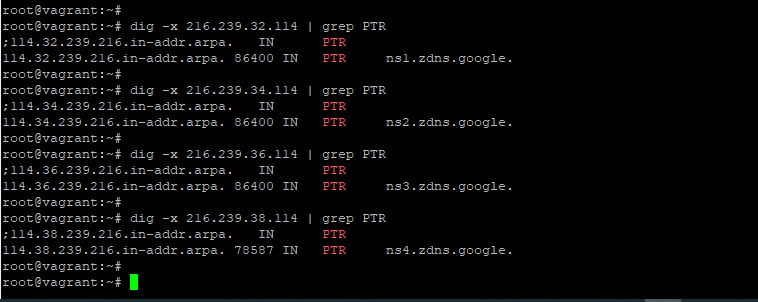 root@vagrant:~#
root@vagrant:~# dig -x 216.239.32.114 | grep PTR
;114.32.239.216.in-addr.arpa.   IN      PTR
114.32.239.216.in-addr.arpa. 86400 IN   PTR     ns1.zdns.google.
root@vagrant:~#
root@vagrant:~# dig -x 216.239.34.114 | grep PTR
;114.34.239.216.in-addr.arpa.   IN      PTR
114.34.239.216.in-addr.arpa. 86400 IN   PTR     ns2.zdns.google.
root@vagrant:~#
root@vagrant:~# dig -x 216.239.36.114 | grep PTR
;114.36.239.216.in-addr.arpa.   IN      PTR
114.36.239.216.in-addr.arpa. 86400 IN   PTR     ns3.zdns.google.
root@vagrant:~#
root@vagrant:~# dig -x 216.239.38.114 | grep PTR
;114.38.239.216.in-addr.arpa.   IN      PTR
114.38.239.216.in-addr.arpa. 78587 IN   PTR     ns4.zdns.google.
root@vagrant:~#
root@vagrant:~#